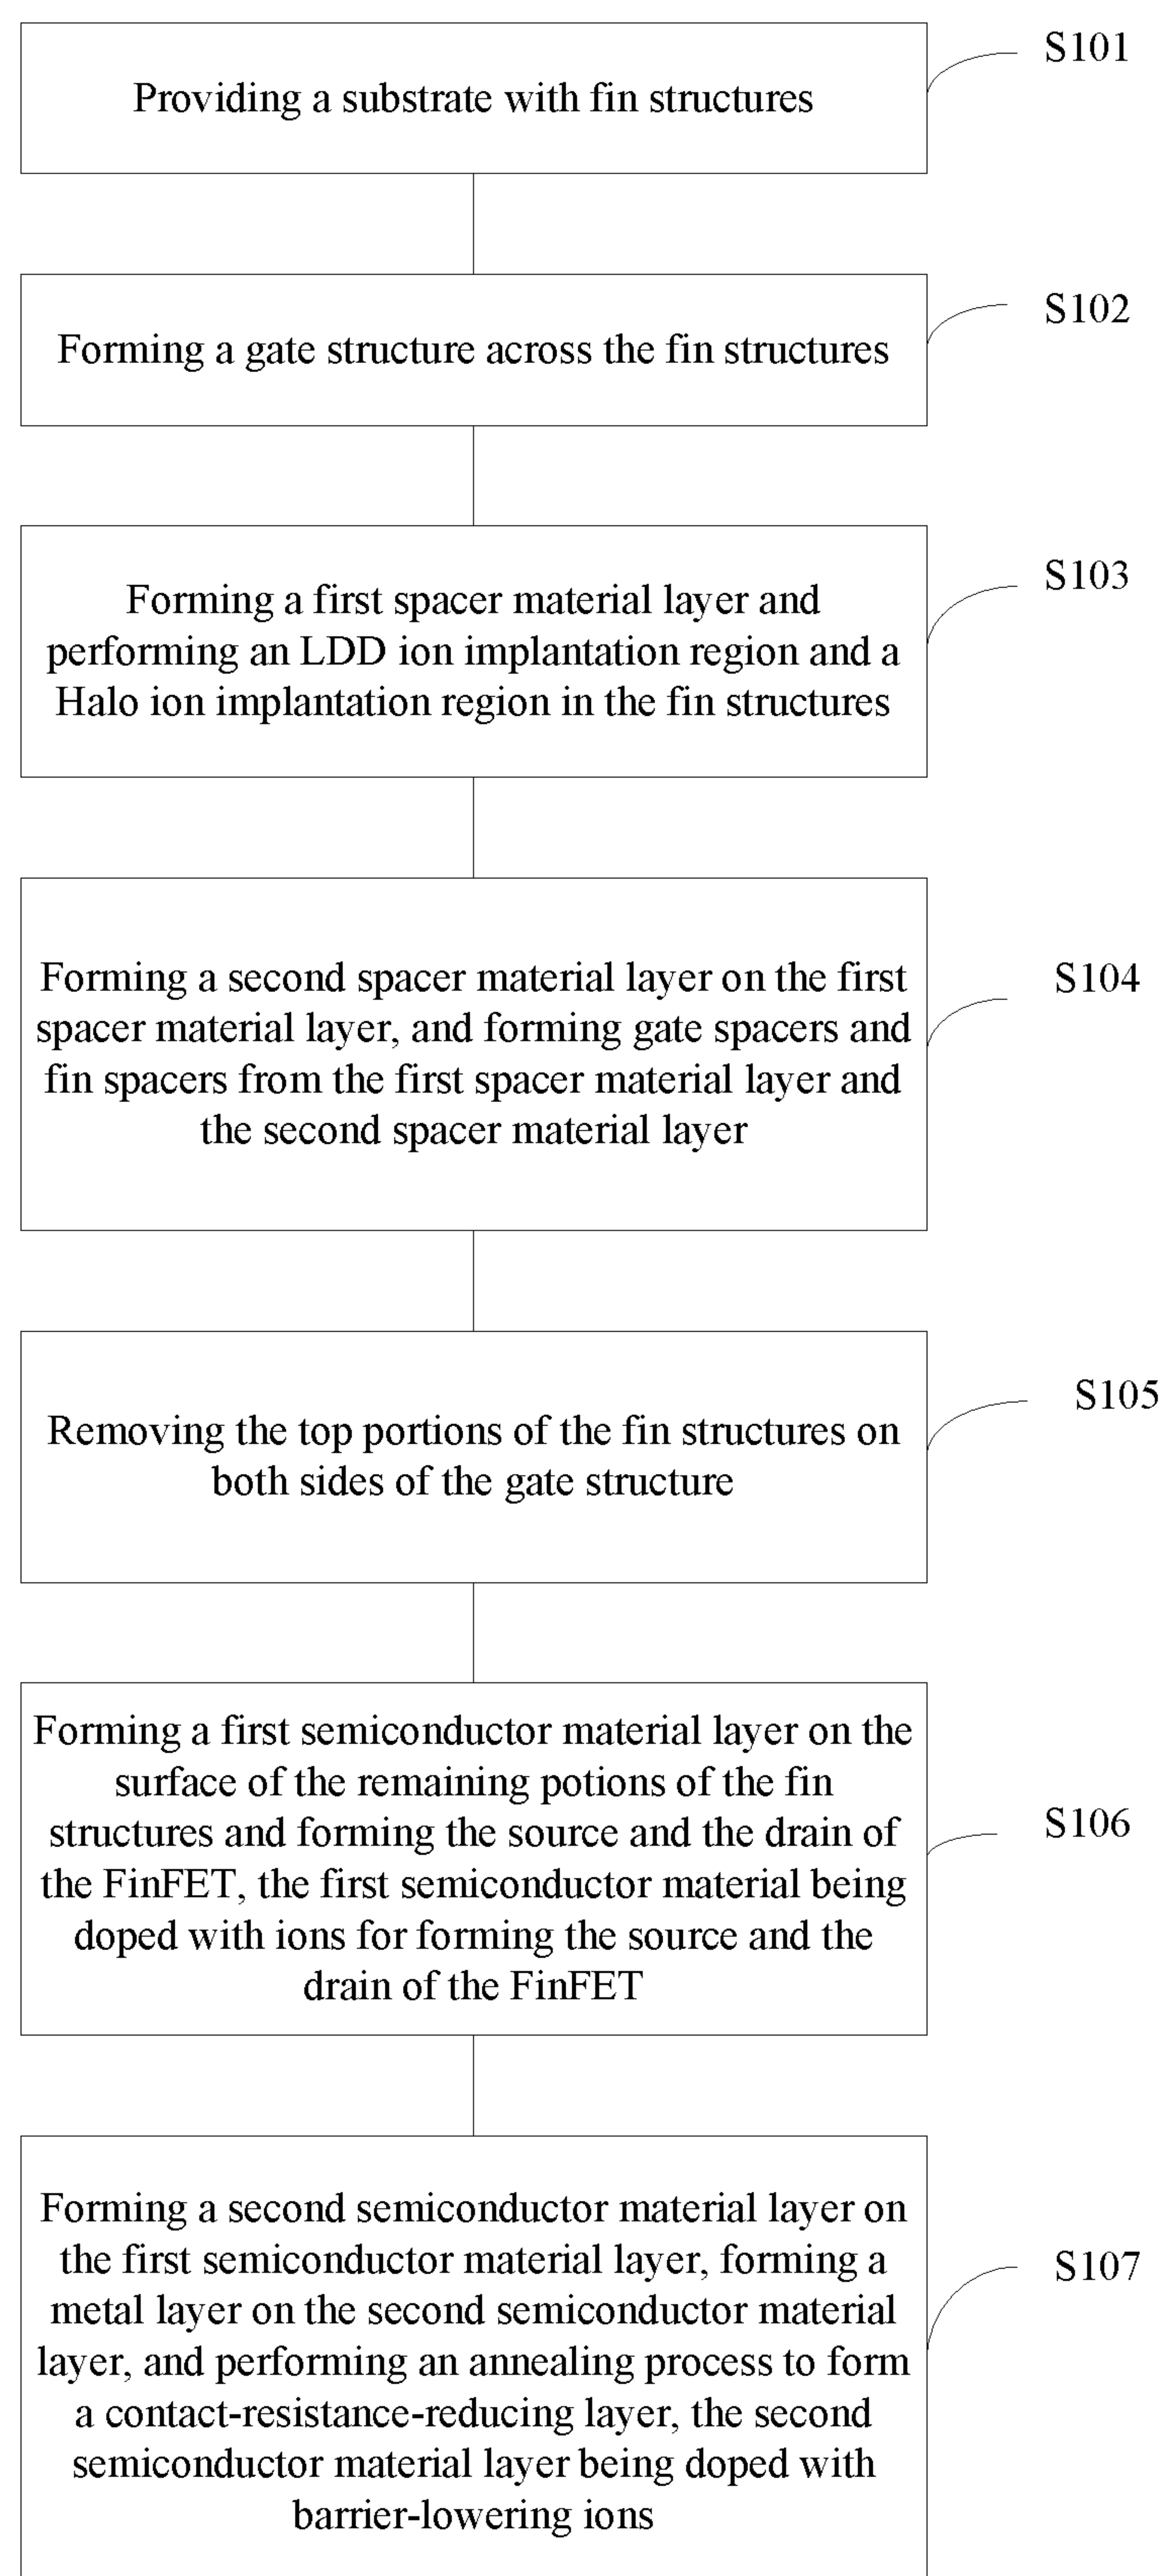 S101
Providing a substrate with fin structures
S102
Forming a gate structure across the fin structures
S103
Forming a first spacer material layer and
performing an LDD ion implantation region and a
Halo ion implantation region in the fin structures
S104
Forming a second spacer material layer on the first
spacer material layer, and forming gate spacers and
fin spacers from the first spacer material layer and
the second spacer material layer
S105
Removing the top portions of the fin structures on
both sides of the gate structure
S106
Forming a first semiconductor material layer on the
surface of the remaining potions of the fin
structures and forming the source and the drain of
the FinFET, the first semiconductor material being
doped with ions for forming the source and the
drain of the FinFET
S107
Forming a second semiconductor material layer on
the first semiconductor material layer, forming a
metal layer on the second semiconductor material
layer, and performing an annealing process to form
a contact-resistance-reducing layer, the second
semiconductor material layer being doped with
barrier-lowering ions